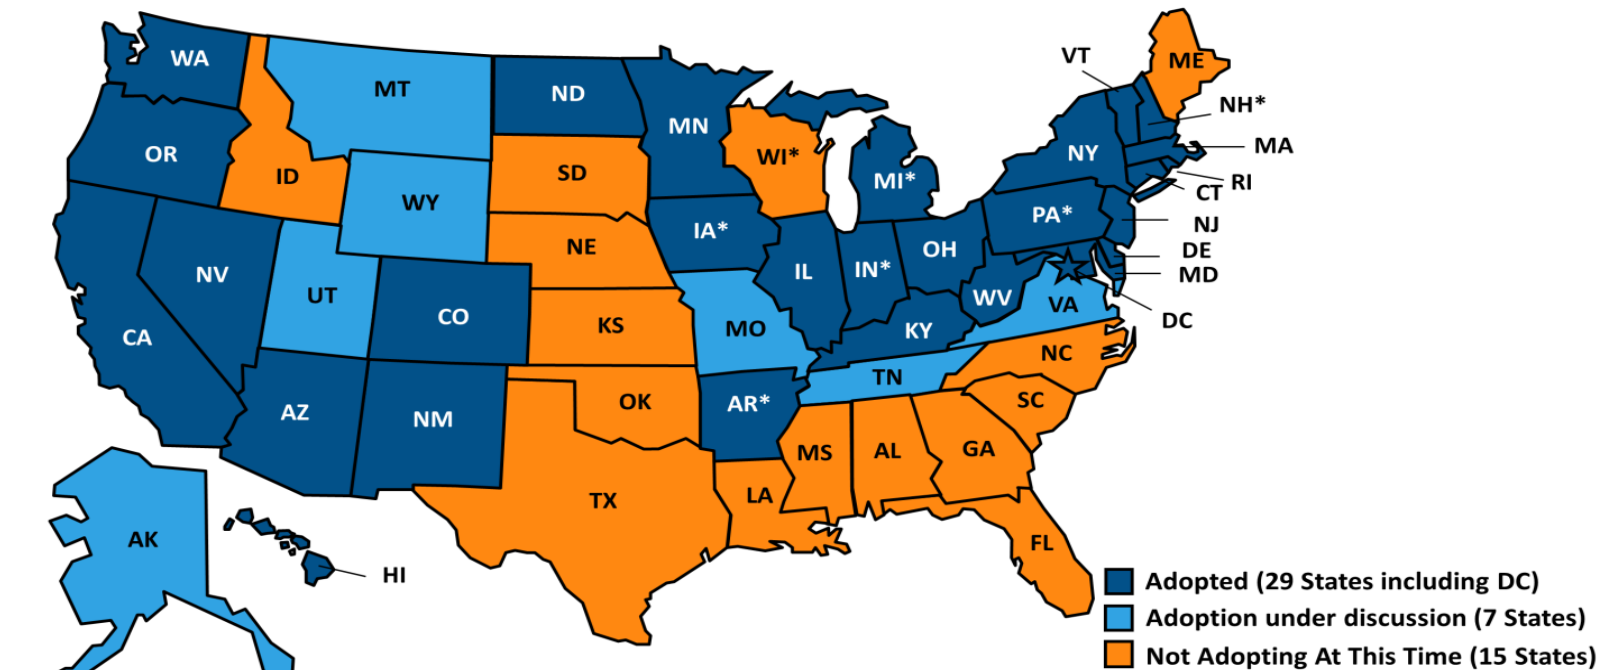 WA
MT
ND
MN
ME
VT
NH*
MA
OR
ID
SD
WI*
MI*
NY
RI
CT
WY
IA*
PA*
NJ
NE
OH
DE
NV
IL
IN*
MD
UT
WV
VA
DC
CO
KS
MO
KY
CA
NC
TN
AZ
NM
OK
AR*
SC
MS
AL
GA
TX
LA
AK
HI
FL
Adopted (29 States including DC)
Adoption under discussion (7 States)
Not Adopting At This Time (15 States)